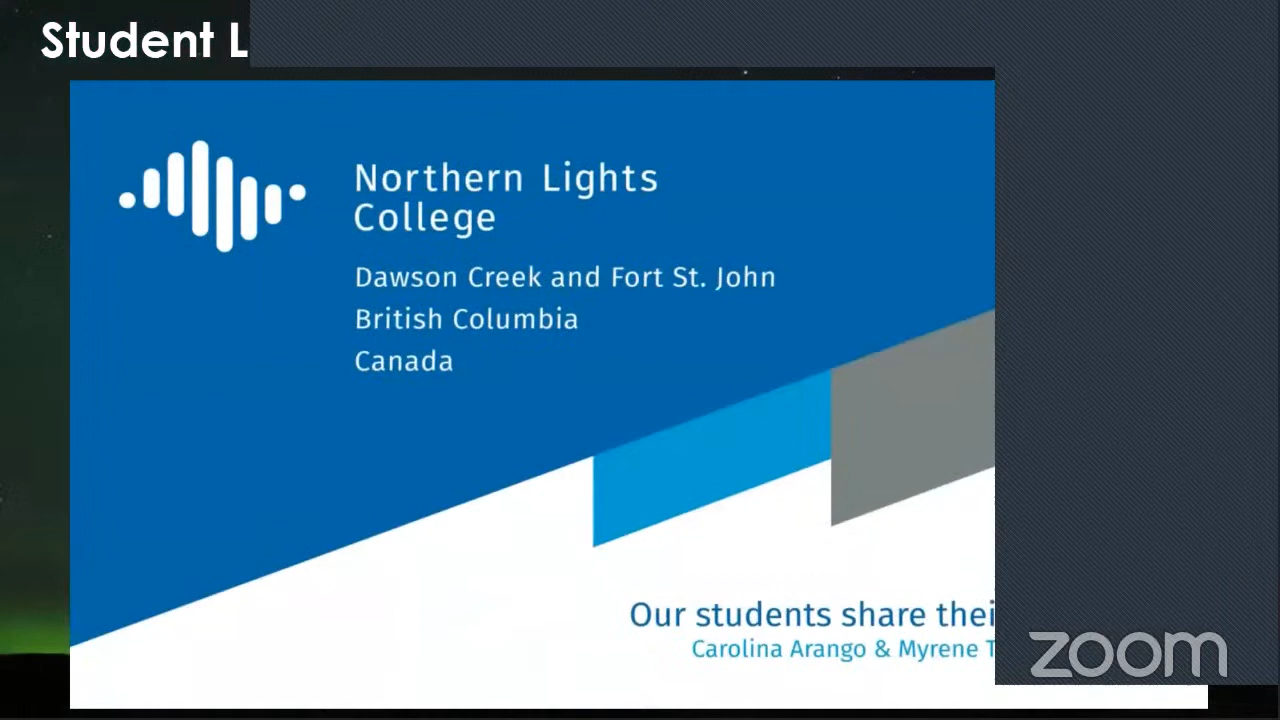 Student L
Northern Lights
College
Dawson Creek and Fort St. John
British Columbia
Canada
Our students share thei
Carolina Arango & Myrene T
zoom